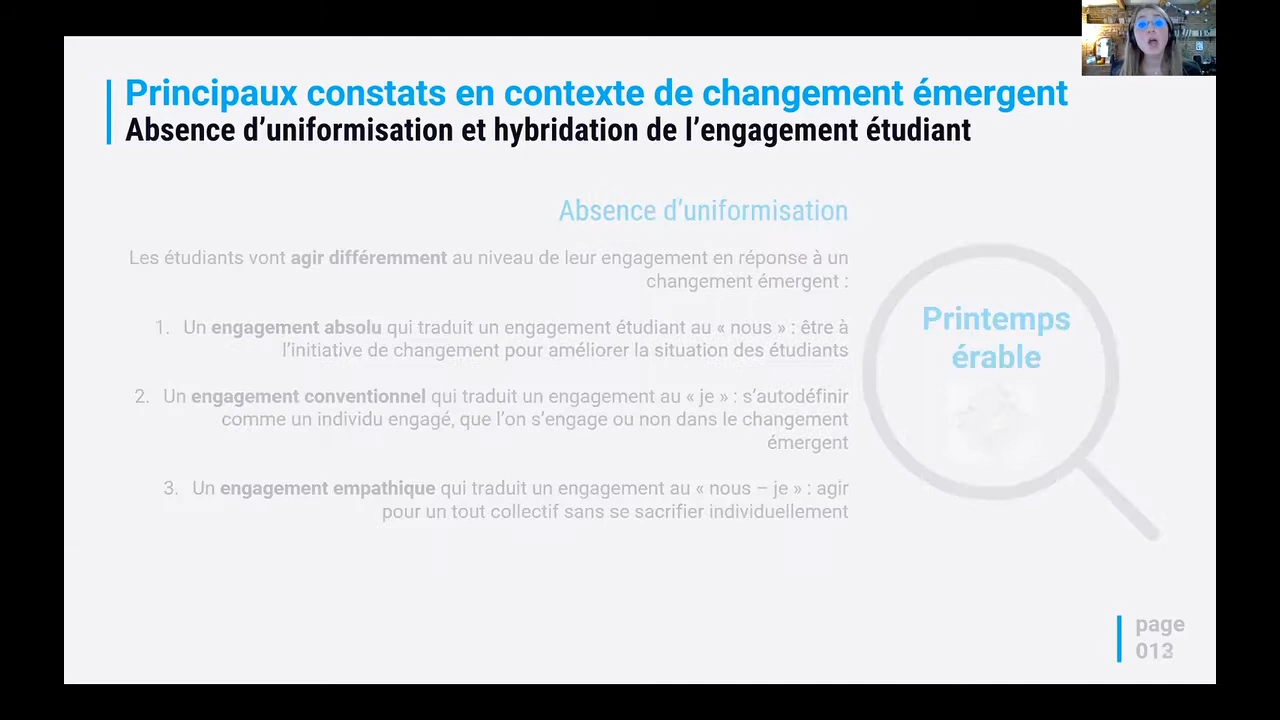 Principaux constats en contexte de changement émergent
Absence d’uniformisation et hybridation de l’engagement étudiant
Absence d’uniformisation
Les étudiants vont agir différemment au niveau de leur engagement en réponse à un
changement émergent :
1. Un engagement absolu qui traduit un engagement étudiant au « nous » : être à
l’initiative de changement pour améliorer la situation des étudiants
2. Un engagement conventionnel qui traduit un engagement au « je » : s’autodéfinir
comme un individu engagé, que l’on s’engage ou non dans le changement
émergent
3. Un engagement empathique qui traduit un engagement au « nous – je » : agir
pour un tout collectif sans se sacrifier individuellement
Printemps
érable
page